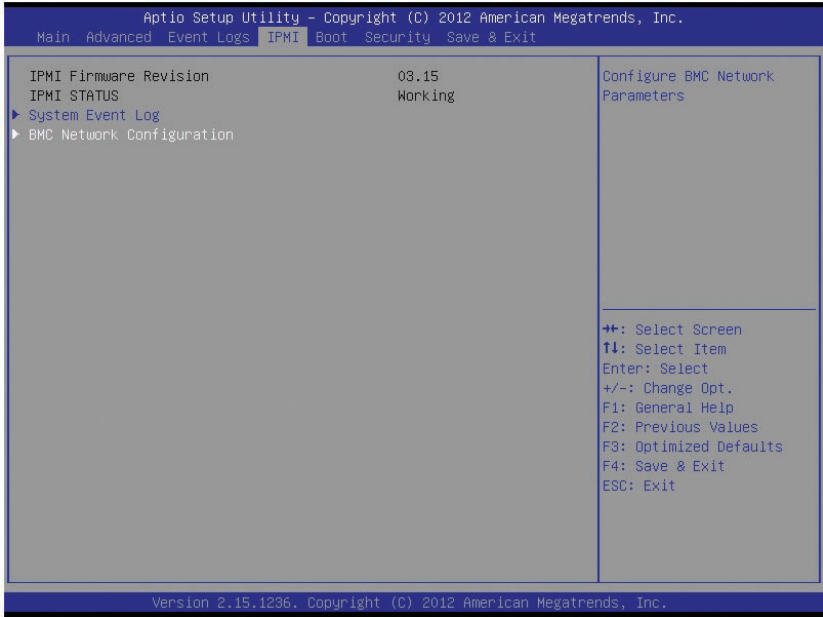 Aptio Setup Utility – Copyright (C) 2012 American Megatrends, Inc.
Main Advanced Event Logs IPMI Boot Security Save & Exit
IPMI Firmware Revision 03.15
IPMI STATUS Working
System Event Log
BMC Network Configuration
Configure BMC Network
Parameters
→←: Select Screen
↑↓: Select Item
Enter: Select
+/-: Change Opt.
F1: General Help
F2: Previous Values
F3: Optimized Defaults
F4: Save & Exit
ESC: Exit
Version 2.15.1236. Copyright (C) 2012 American Megatrends, Inc.